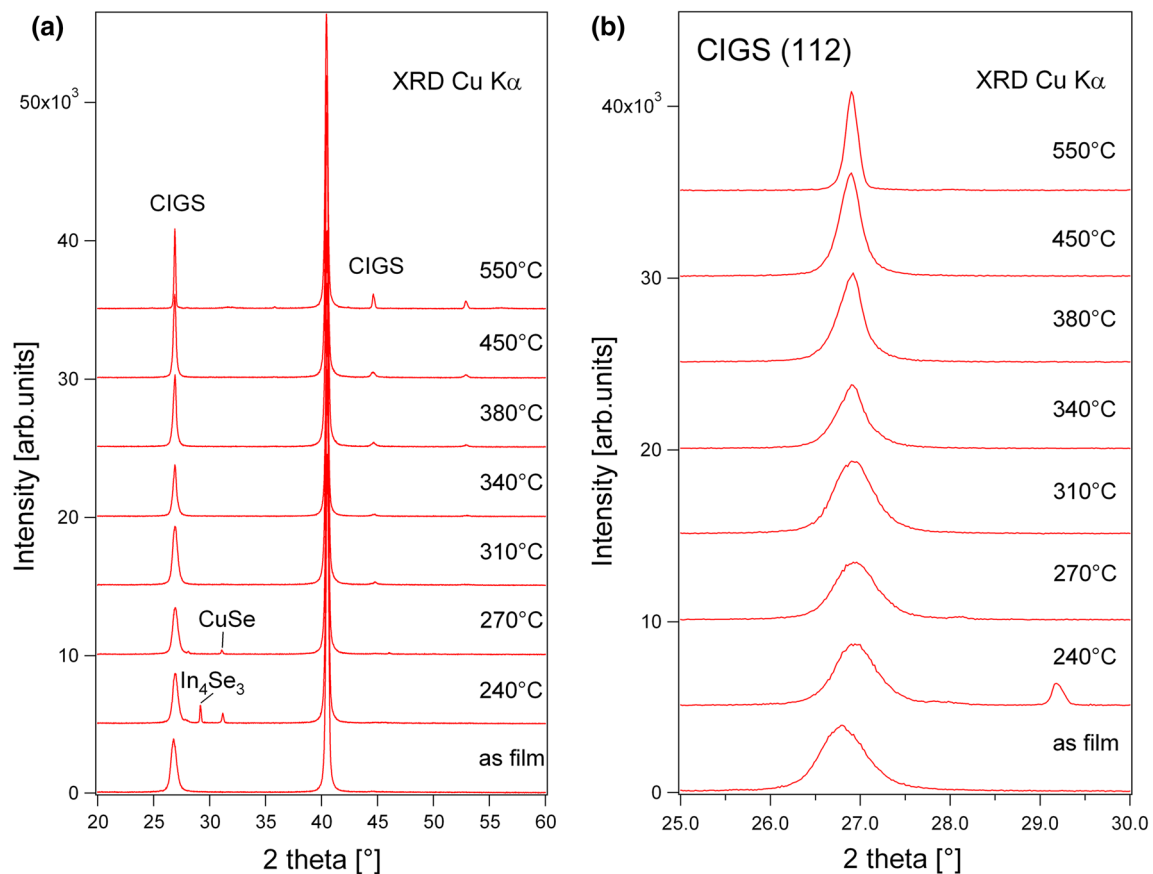 (a)
XRD Cu Kα
50x10³
CIGS
40
CIGS
550°C
450°C
30
380°C
340°C
20
310°C
CuSe
270°C
10
In₄Se₃
240°C
as film
0
20 25 30 35 40 45 50 55 60
2 theta [°]
Intensity [arb.units]
(b)
CIGS (112)
XRD Cu Kα
40x10³
550°C
450°C
30
380°C
340°C
20
310°C
270°C
10
240°C
as film
0
25.0 26.0 27.0 28.0 29.0 30.0
2 theta [°]
Intensity [arb.units]